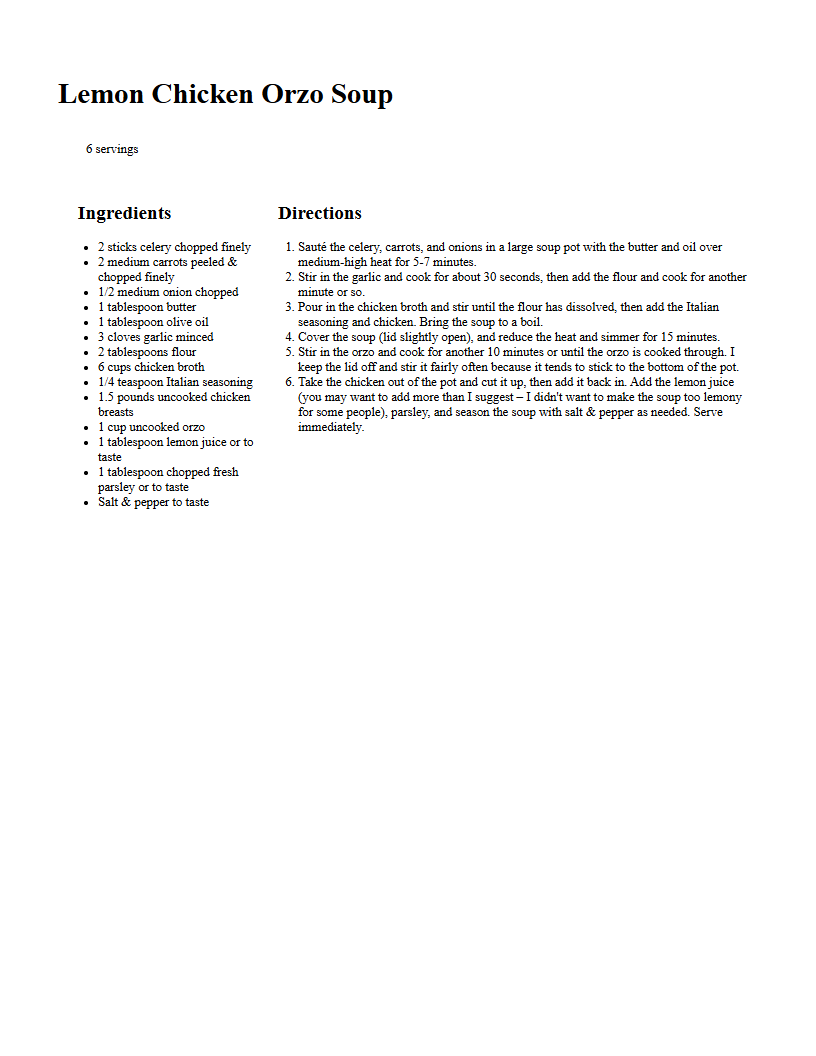 Lemon Chicken Orzo Soup
6 servings
Ingredients
2 sticks celery chopped finely
2 medium carrots peeled &
chopped finely
1/2 medium onion chopped
1 tablespoon butter
1 tablespoon olive oil
3 cloves garlic minced
2 tablespoons flour
6 cups chicken broth
1/4 teaspoon Italian seasoning
1.5 pounds uncooked chicken
breasts
1 cup uncooked orzo
1 tablespoon lemon juice or to
taste
1 tablespoon chopped fresh
parsley or to taste
Salt & pepper to taste
Directions
1. Sauté the celery, carrots, and onions in a large soup pot with the butter and oil over
medium-high heat for 5-7 minutes.
2. Stir in the garlic and cook for about 30 seconds, then add the flour and cook for another
minute or so.
3. Pour in the chicken broth and stir until the flour has dissolved, then add the Italian
seasoning and chicken. Bring the soup to a boil.
4. Cover the soup (lid slightly open), and reduce the heat and simmer for 15 minutes.
5. Stir in the orzo and cook for another 10 minutes or until the orzo is cooked through. I
keep the lid off and stir it fairly often because it tends to stick to the bottom of the pot.
6. Take the chicken out of the pot and cut it up, then add it back in. Add the lemon juice
(you may want to add more than I suggest – I didn't want to make the soup too lemony
for some people), parsley, and season the soup with salt & pepper as needed. Serve
immediately.